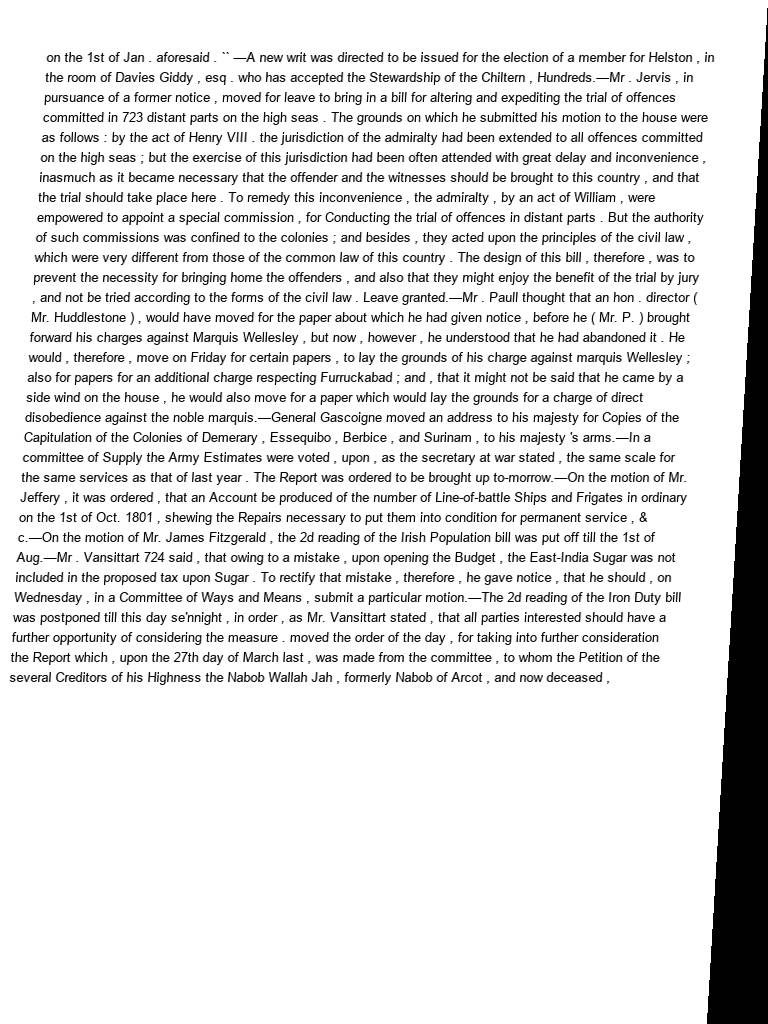 on the 1st of Jan . aforesaid . `` —A new writ was directed to be issued for the election of a member for Helston , in
the room of Davies Giddy , esq . who has accepted the Stewardship of the Chiltern , Hundreds.—Mr . Jervis , in
pursuance of a former notice , moved for leave to bring in a bill for altering and expediting the trial of offences
committed in 723 distant parts on the high seas . The grounds on which he submitted his motion to the house were
as follows : by the act of Henry VIII . the jurisdiction of the admiralty had been extended to all offences committed
on the high seas ; but the exercise of this jurisdiction had been often attended with great delay and inconvenience ,
inasmuch as it became necessary that the offender and the witnesses should be brought to this country , and that
the trial should take place here . To remedy this inconvenience , the admiralty , by an act of William , were
empowered to appoint a special commission , for Conducting the trial of offences in distant parts . But the authority
of such commissions was confined to the colonies ; and besides , they acted upon the principles of the civil law ,
which were very different from those of the common law of this country . The design of this bill , therefore , was to
prevent the necessity for bringing home the offenders , and also that they might enjoy the benefit of the trial by jury
, and not be tried according to the forms of the civil law . Leave granted.—Mr . Paull thought that an hon . director (
Mr. Huddlestone ) , would have moved for the paper about which he had given notice , before he ( Mr. P. ) brought
forward his charges against Marquis Wellesley , but now , however , he understood that he had abandoned it . He
would , therefore , move on Friday for certain papers , to lay the grounds of his charge against marquis Wellesley ;
also for papers for an additional charge respecting Furruckabad ; and , that it might not be said that he came by a
side wind on the house , he would also move for a paper which would lay the grounds for a charge of direct
disobedience against the noble marquis.—General Gascoigne moved an address to his majesty for Copies of the
Capitulation of the Colonies of Demerary , Essequibo , Berbice , and Surinam , to his majesty 's arms.—In a
committee of Supply the Army Estimates were voted , upon , as the secretary at war stated , the same scale for
the same services as that of last year . The Report was ordered to be brought up to-morrow.—On the motion of Mr.
Jeffery , it was ordered , that an Account be produced of the number of Line-of-battle Ships and Frigates in ordinary
on the 1st of Oct. 1801 , shewing the Repairs necessary to put them into condition for permanent service , &
c.—On the motion of Mr. James Fitzgerald , the 2d reading of the Irish Population bill was put off till the 1st of
Aug.—Mr . Vansittart 724 said , that owing to a mistake , upon opening the Budget , the East-India Sugar was not
included in the proposed tax upon Sugar . To rectify that mistake , therefore , he gave notice , that he should , on
Wednesday , in a Committee of Ways and Means , submit a particular motion.—The 2d reading of the Iron Duty bill
was postponed till this day se'nnight , in order , as Mr. Vansittart stated , that all parties interested should have a
further opportunity of considering the measure . moved the order of the day , for taking into further consideration
the Report which , upon the 27th day of March last , was made from the committee , to whom the Petition of the
several Creditors of his Highness the Nabob Wallah Jah , formerly Nabob of Arcot , and now deceased ,